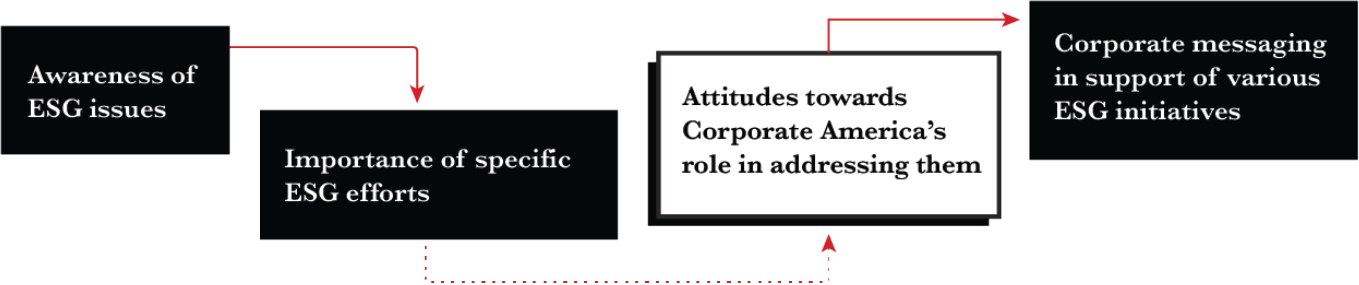 Awareness of
ESG issues
Importance of specific
ESG efforts
Attitudes towards
Corporate America’s
role in addressing them
Corporate messaging
in support of various
ESG initiatives